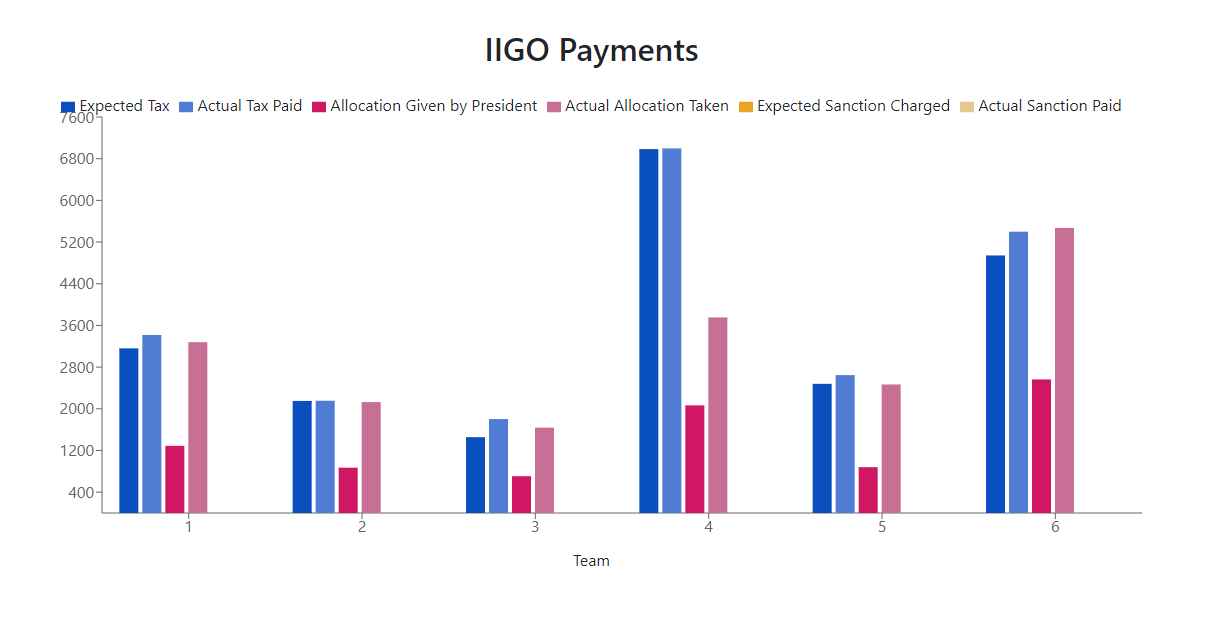 IIGO Payments
Expected Tax Actual Tax Paid Allocation Given by President Actual Allocation Taken Expected Sanction Charged Actual Sanction Paid
7600
6800
6000
5200
4400
3600
2800
2000
1200
400
1 2 3 4 5 6
Team